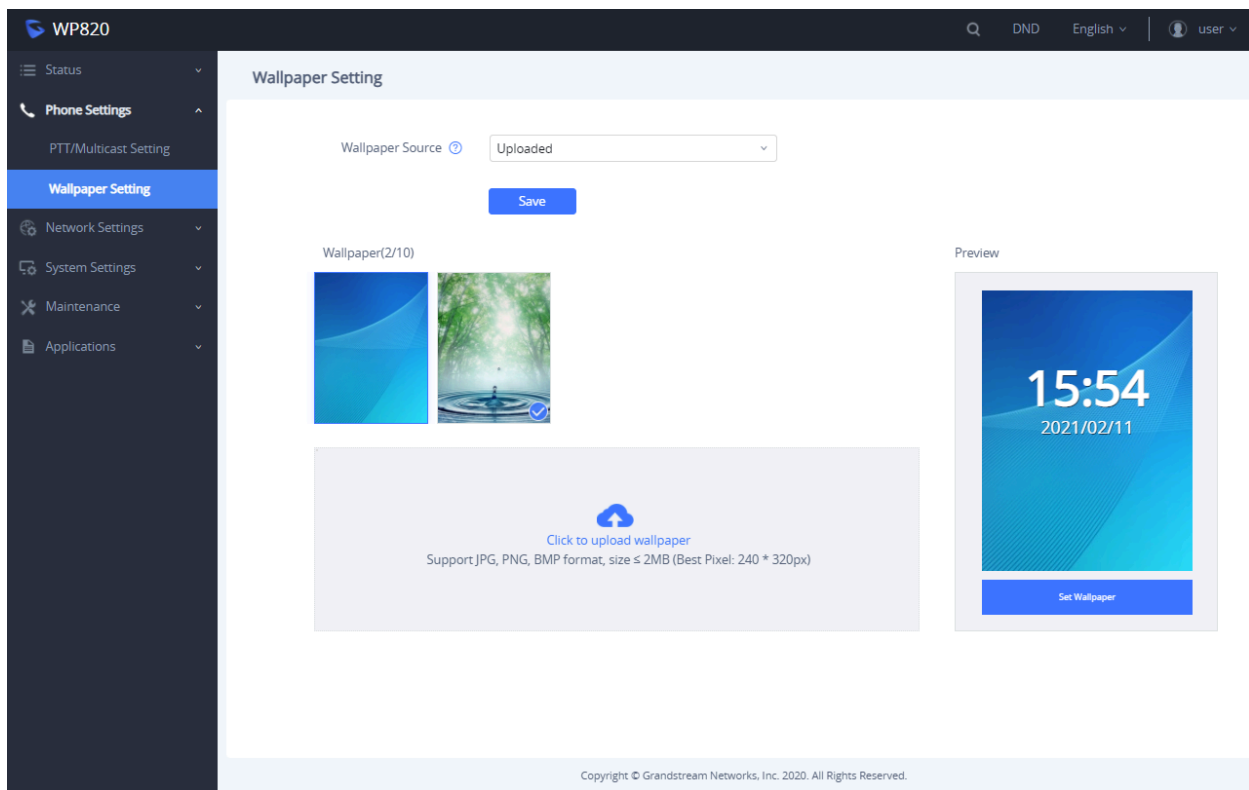 WP820
DND
English
user
Status
Phone Settings
PTT/Multicast Setting
Wallpaper Setting
Network Settings
System Settings
Maintenance
Applications
Wallpaper Setting
Wallpaper Source ?
Uploaded
Save
Wallpaper(2/10)
Click to upload wallpaper
Support JPG, PNG, BMP format, size ≤ 2MB (Best Pixel: 240 * 320px)
Preview
15:54
2021/02/11
Set Wallpaper
Copyright © Grandstream Networks, Inc. 2020. All Rights Reserved.